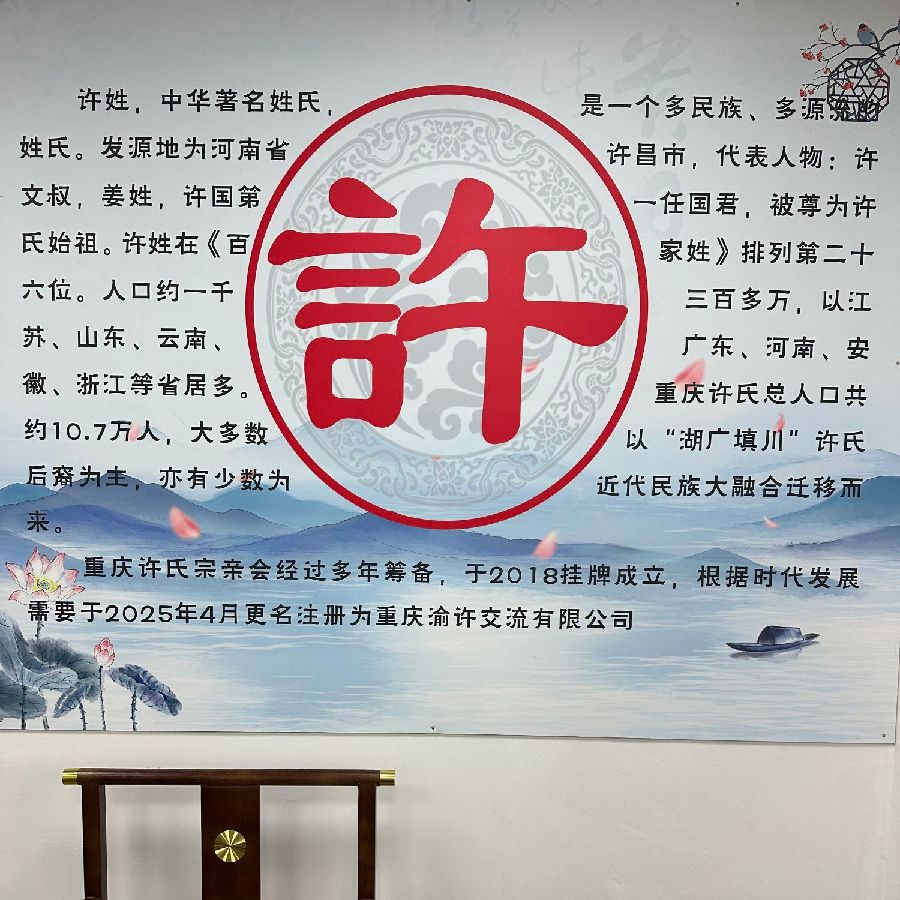 许姓，中华著名姓氏，是一个多民族、多源流的
姓氏。发源地为河南省许昌市，代表人物：许
文叔，姜姓，许国第一任国君，被尊为许
氏始祖。许姓在《百家姓》排列第二十
六位。人口约一千三百多万，以江
苏、山东、云南、广东、河南、安
徽、浙江等省居多。重庆许氏总人口共
约10.7万人，大多数以“湖广填川”许氏
后裔为主，亦有少数为近代民族大融合迁移而
来。
許
重庆许氏宗亲会经过多年筹备，于2018挂牌成立，根据时代发展
需要于2025年4月更名注册为重庆渝许交流有限公司